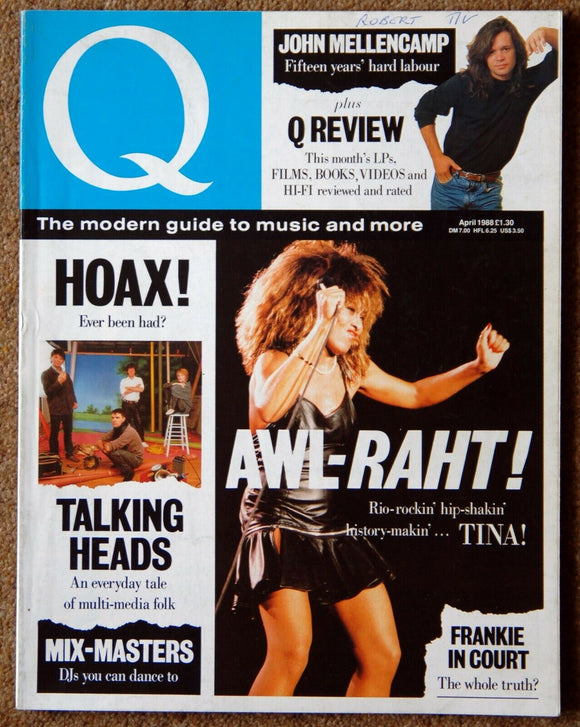 ROBERT
Q
JOHN MELLENCAMP
Fifteen years' hard labour
plus
Q REVIEW
This month's LPs,
FILMS, BOOKS, VIDEOS and
HI-FI reviewed and rated
The modern guide to music and more
April 1988 £1.30
DM 7.00 HFL 6.25 US$ 3.50
HOAX!
Ever been had?
TALKING
HEADS
An everyday tale
of multi-media folk
MIX-MASTERS
DJs you can dance to
AWL-RAHT!
Rio-rockin' hip-shakin'
history-makin'... TINA!
FRANKIE
IN COURT
The whole truth?